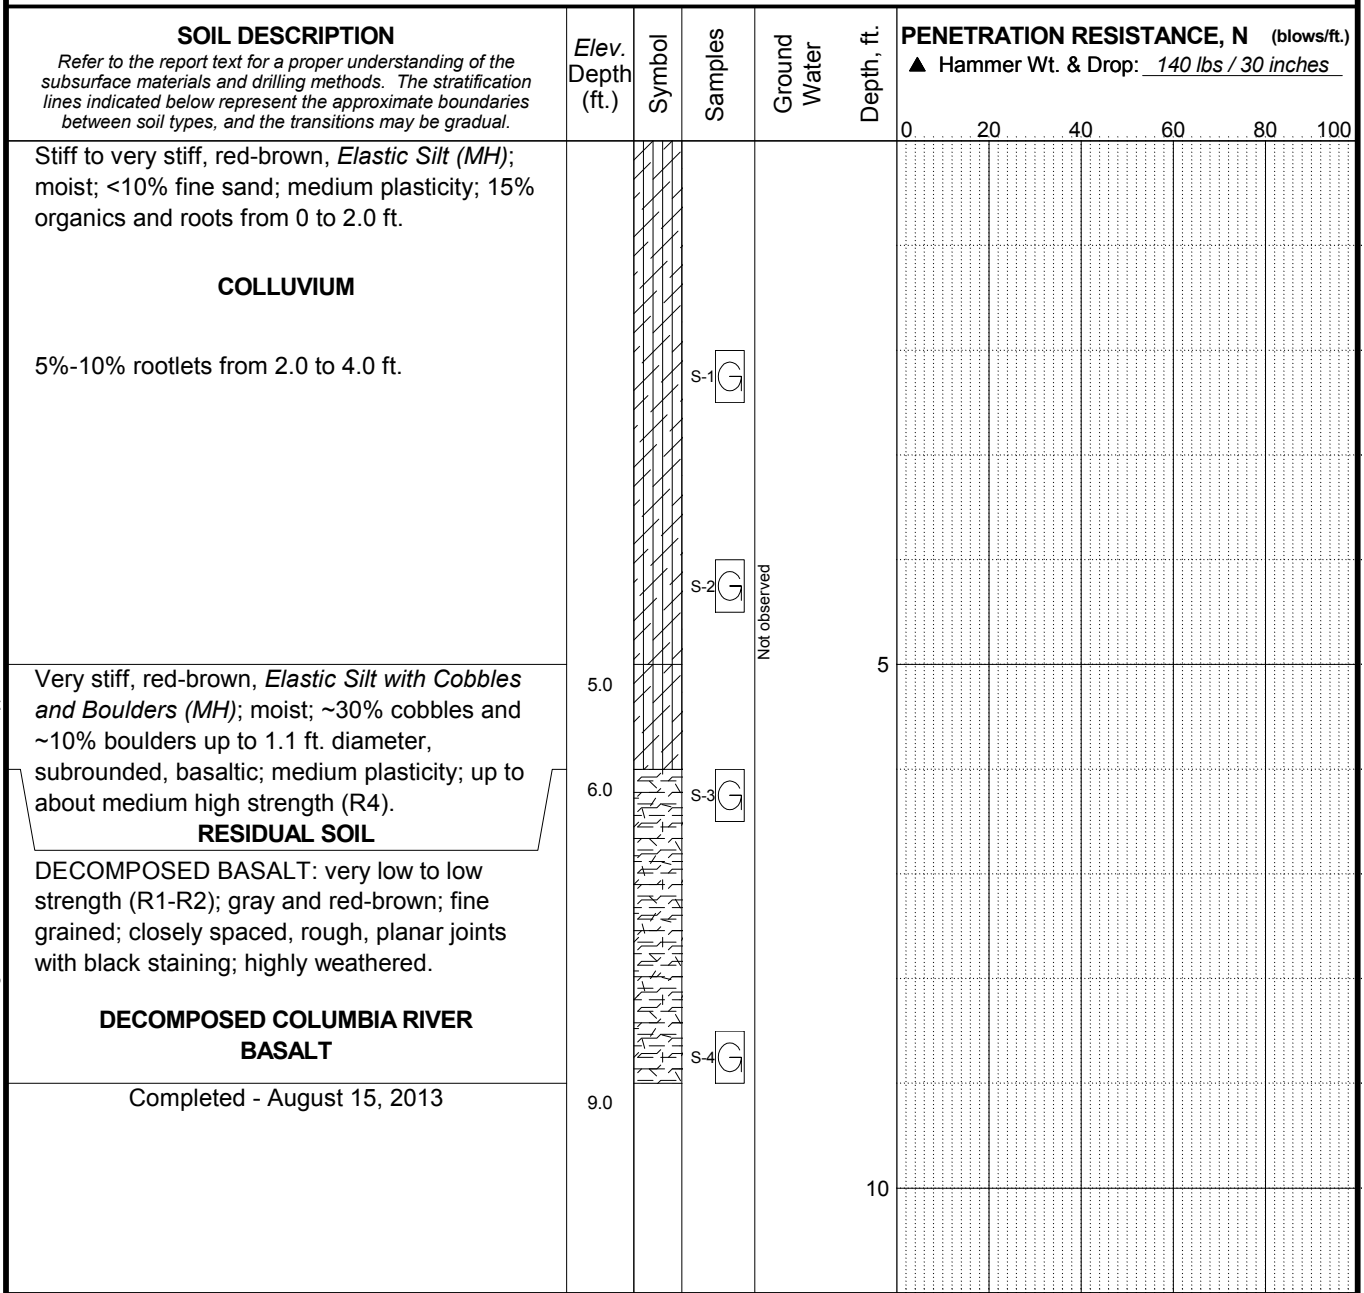 SOIL DESCRIPTION
Refer to the report text for a proper understanding of the
subsurface materials and drilling methods. The stratification
lines indicated below represent the approximate boundaries
between soil types, and the transitions may be gradual.
Elev.
Depth
(ft.)
Symbol
Samples
Ground
Water
Depth, ft.
PENETRATION RESISTANCE, N (blows/ft.)
▲ Hammer Wt. & Drop: 140 lbs / 30 inches
0 20 40 60 80 100
Stiff to very stiff, red-brown, Elastic Silt (MH);
moist; <10% fine sand; medium plasticity; 15%
organics and roots from 0 to 2.0 ft.
COLLUVIUM
5%-10% rootlets from 2.0 to 4.0 ft.
S-1 G
S-2 G
Not observed
5
Very stiff, red-brown, Elastic Silt with Cobbles
and Boulders (MH); moist; ~30% cobbles and
~10% boulders up to 1.1 ft. diameter,
subrounded, basaltic; medium plasticity; up to
about medium high strength (R4).
RESIDUAL SOIL
5.0
6.0
S-3 G
DECOMPOSED BASALT: very low to low
strength (R1-R2); gray and red-brown; fine
grained; closely spaced, rough, planar joints
with black staining; highly weathered.
DECOMPOSED COLUMBIA RIVER
BASALT
S-4 G
Completed - August 15, 2013
9.0
10